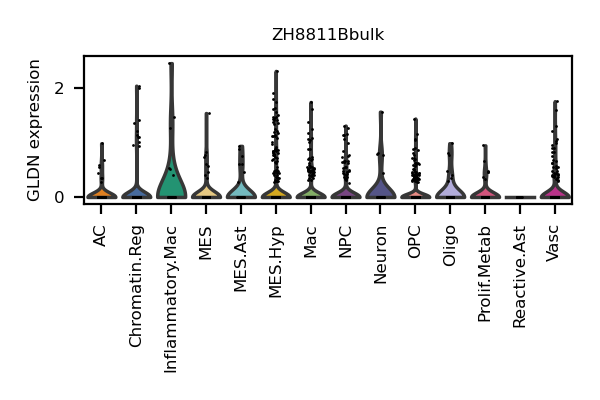 ZH8811Bbulk
GLDN expression
2
0
AC
Chromatin.Reg
Inflammatory.Mac
MES
MES.Ast
MES.Hyp
Mac
NPC
Neuron
OPC
Oligo
Prolif.Metab
Reactive.Ast
Vasc